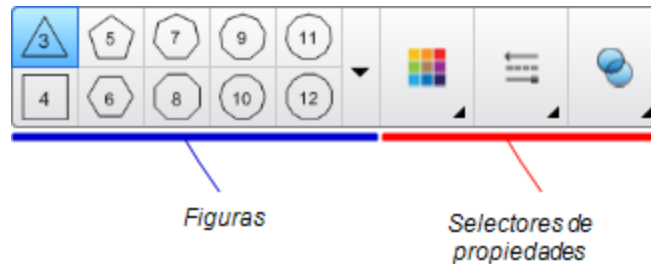 3 5 7 9 11
4 6 8 10 12
Figuras
Selectores de
propiedades